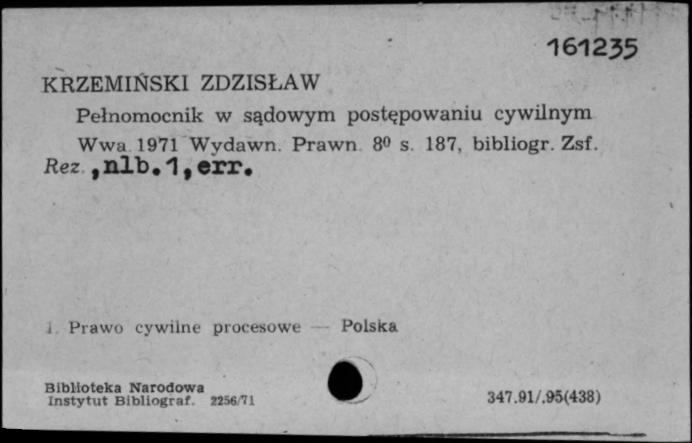 161235
KRZEMIŃSKI ZDZISŁAW
Pełnomocnik w sądowym postępowaniu cywilnym
Wwa 1971 Wydawn. Prawn. 8⁰ s. 187, bibliogr. Zsf.
Rez. ,nlb.1,err.
1. Prawo cywilne procesowe — Polska
Biblioteka Narodowa
Instytut Bibliograf. 2256/71
347.91/.95(438)